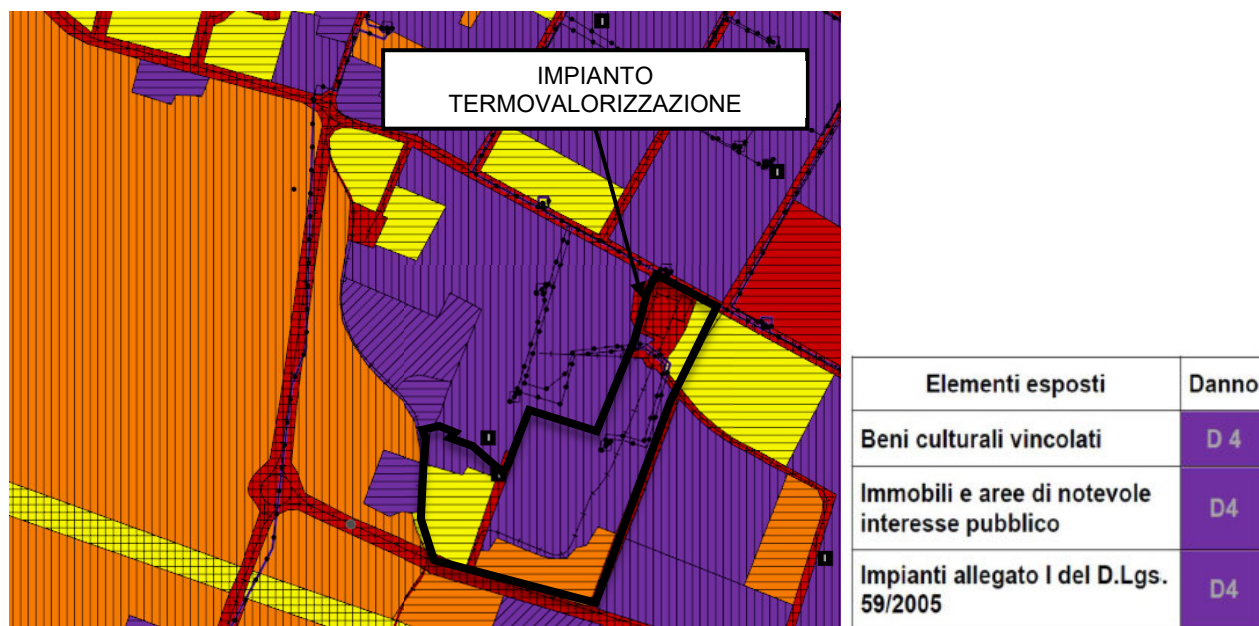 IMPIANTO
TERMOVALORIZZAZIONE
Elementi esposti Danno
Beni culturali vincolati D 4
Immobili e aree di notevole
interesse pubblico D4
Impianti allegato I del D.Lgs.
59/2005 D4
I
I
I
I